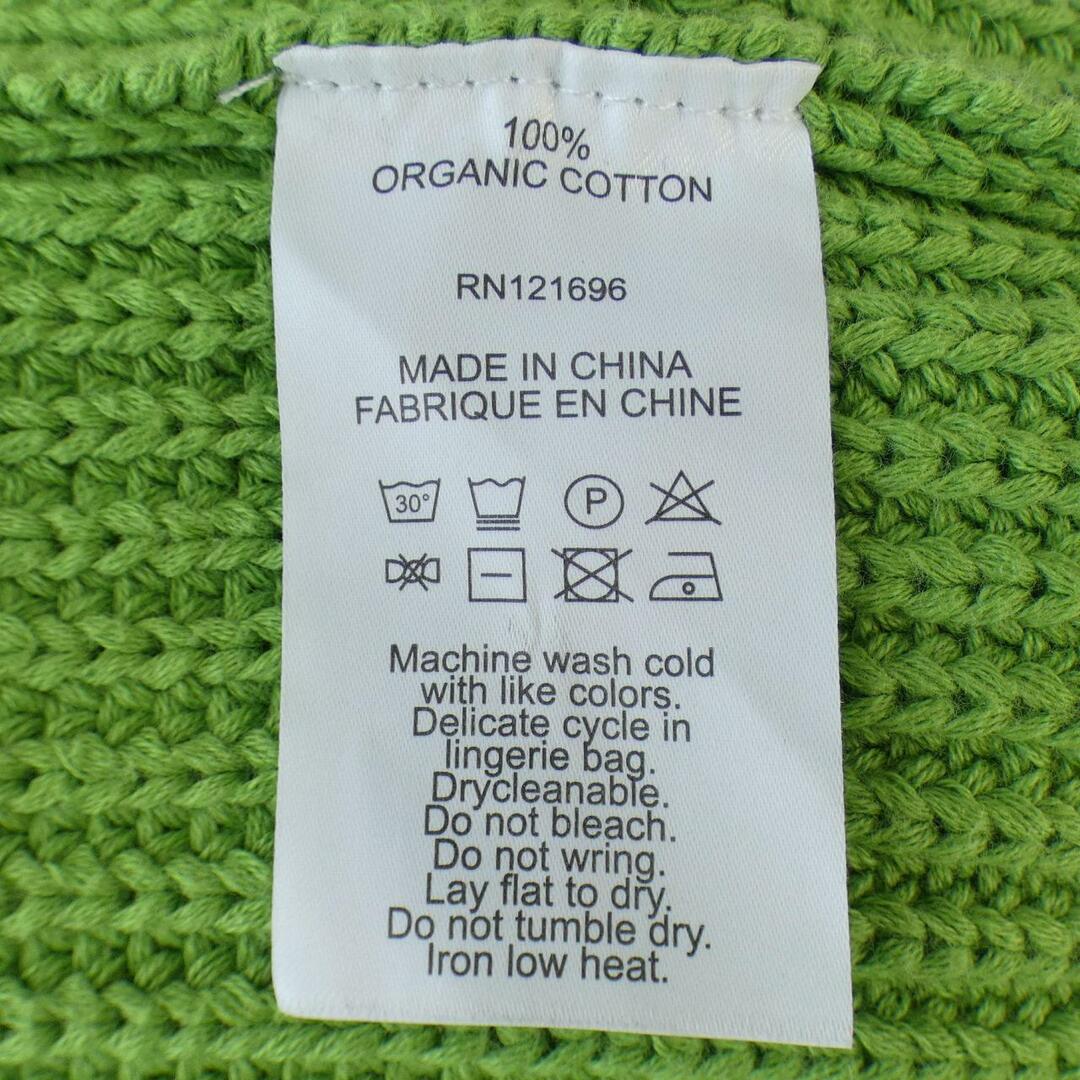 100%
ORGANIC COTTON
RN121696
MADE IN CHINA
FABRIQUE EN CHINE
30° P
Machine wash cold
with like colors.
Delicate cycle in
lingerie bag.
Drycleanable.
Do not bleach.
Do not wring.
Lay flat to dry.
Do not tumble dry.
Iron low heat.